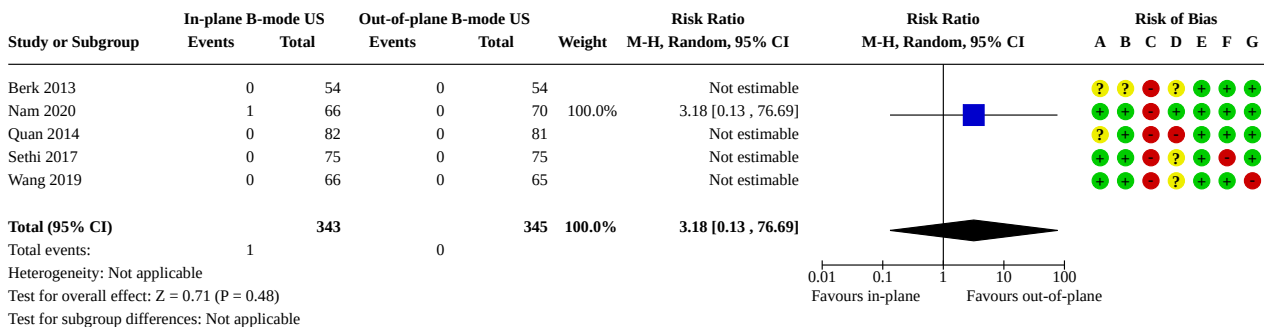 In-plane B-mode US Out-of-plane B-mode US Risk Ratio Risk Ratio Risk of Bias
Study or Subgroup Events Total Events Total Weight M-H, Random, 95% CI M-H, Random, 95% CI A B C D E F G
Berk 2013 0 54 0 54 Not estimable ? ? - ? + + +
Nam 2020 1 66 0 70 100.0% 3.18 [0.13 , 76.69] + + - + + + +
Quan 2014 0 82 0 81 Not estimable ? + - - + + +
Sethi 2017 0 75 0 75 Not estimable + + - ? + - +
Wang 2019 0 66 0 65 Not estimable + + - ? + + -
Total (95% CI) 343 345 100.0% 3.18 [0.13 , 76.69]
Total events: 1 0
Heterogeneity: Not applicable
Test for overall effect: Z = 0.71 (P = 0.48)
Test for subgroup differences: Not applicable
0.01 0.1 1 10 100
Favours in-plane Favours out-of-plane